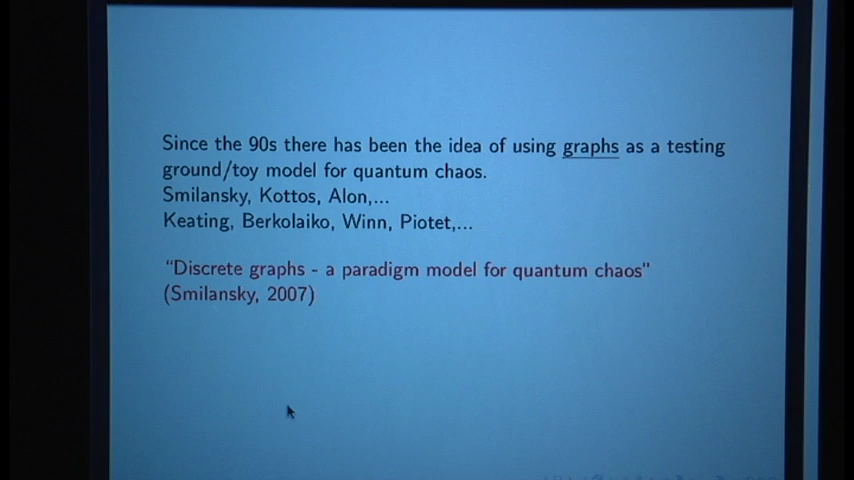 Since the 90s there has been the idea of using graphs as a testing
ground/toy model for quantum chaos.
Smilansky, Kottos, Alon,...
Keating, Berkolaiko, Winn, Piotet,...
"Discrete graphs - a paradigm model for quantum chaos"
(Smilansky, 2007)